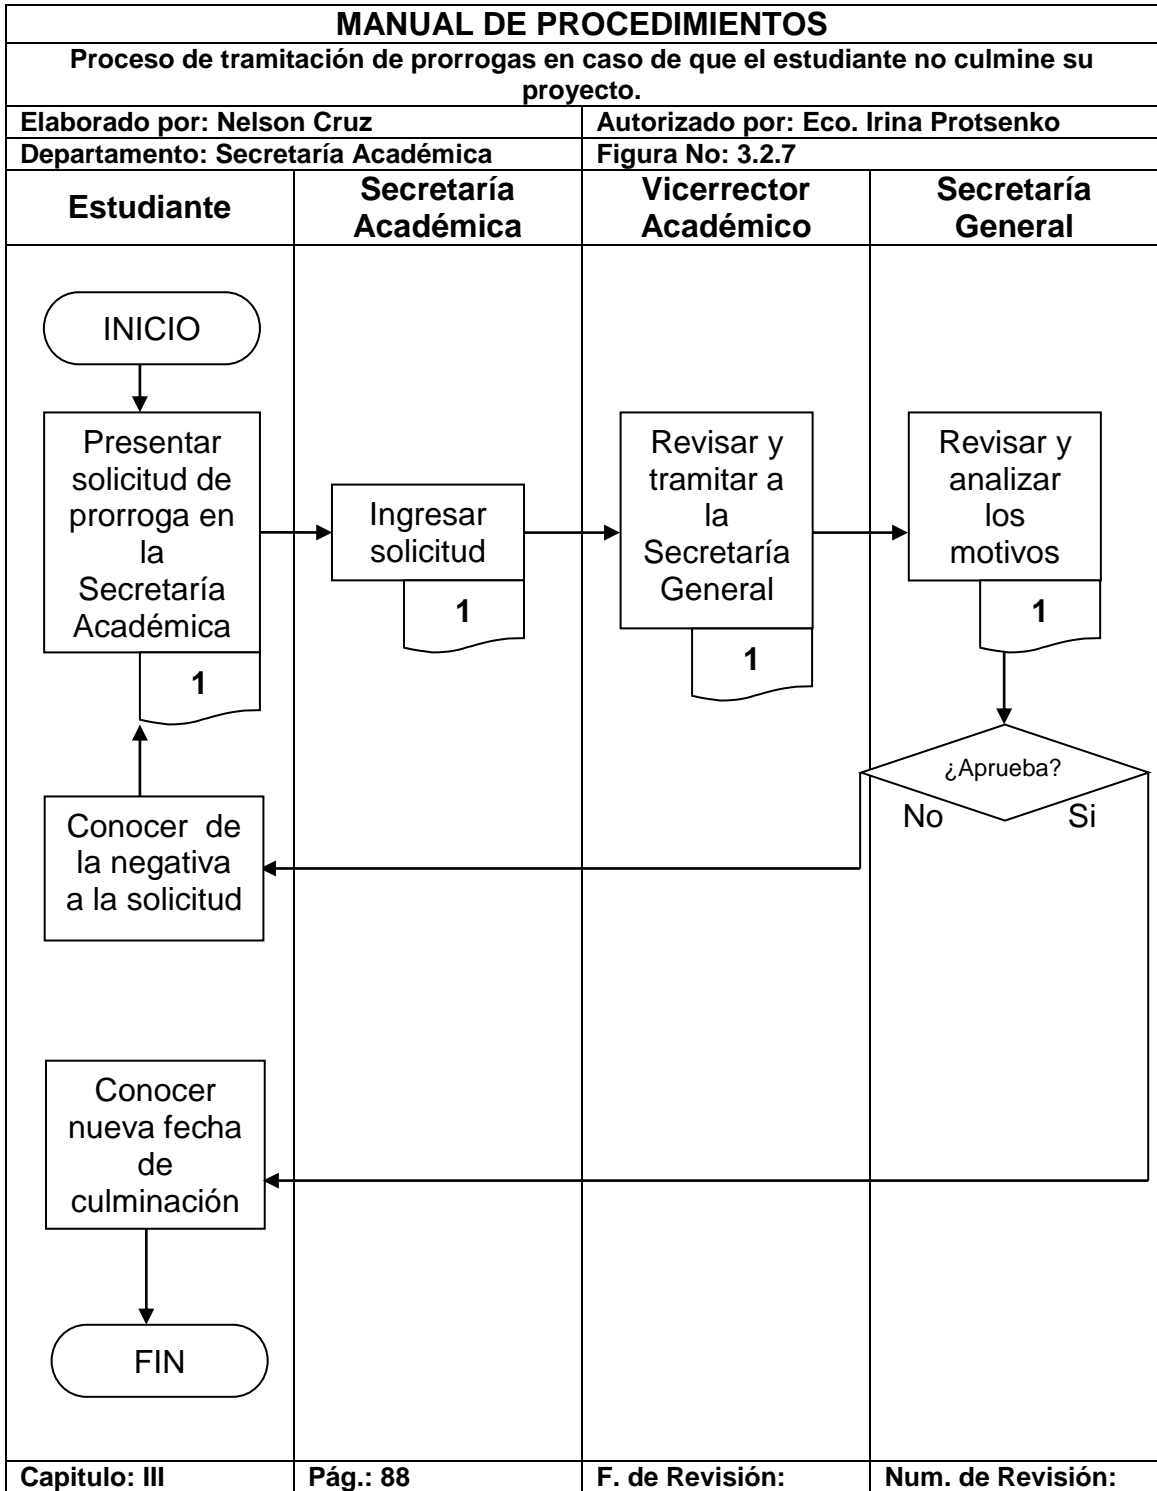 MANUAL DE PROCEDIMIENTOS
Proceso de tramitación de prorrogas en caso de que el estudiante no culmine su
proyecto.
Elaborado por: Nelson Cruz
Autorizado por: Eco. Irina Protsenko
Departamento: Secretaría Académica
Figura No: 3.2.7
Estudiante
Secretaría
Académica
Vicerrector
Académico
Secretaría
General
INICIO
Presentar
solicitud de
prorroga en
la
Secretaría
Académica
1
Ingresar
solicitud
1
Revisar y
tramitar a
la
Secretaría
General
1
Revisar y
analizar
los
motivos
1
¿Aprueba?
No
Si
Conocer  de
la negativa
a la solicitud
Conocer
nueva fecha
de
culminación
FIN
Capitulo: III
Pág.: 88
F. de Revisión:
Num. de Revisión: